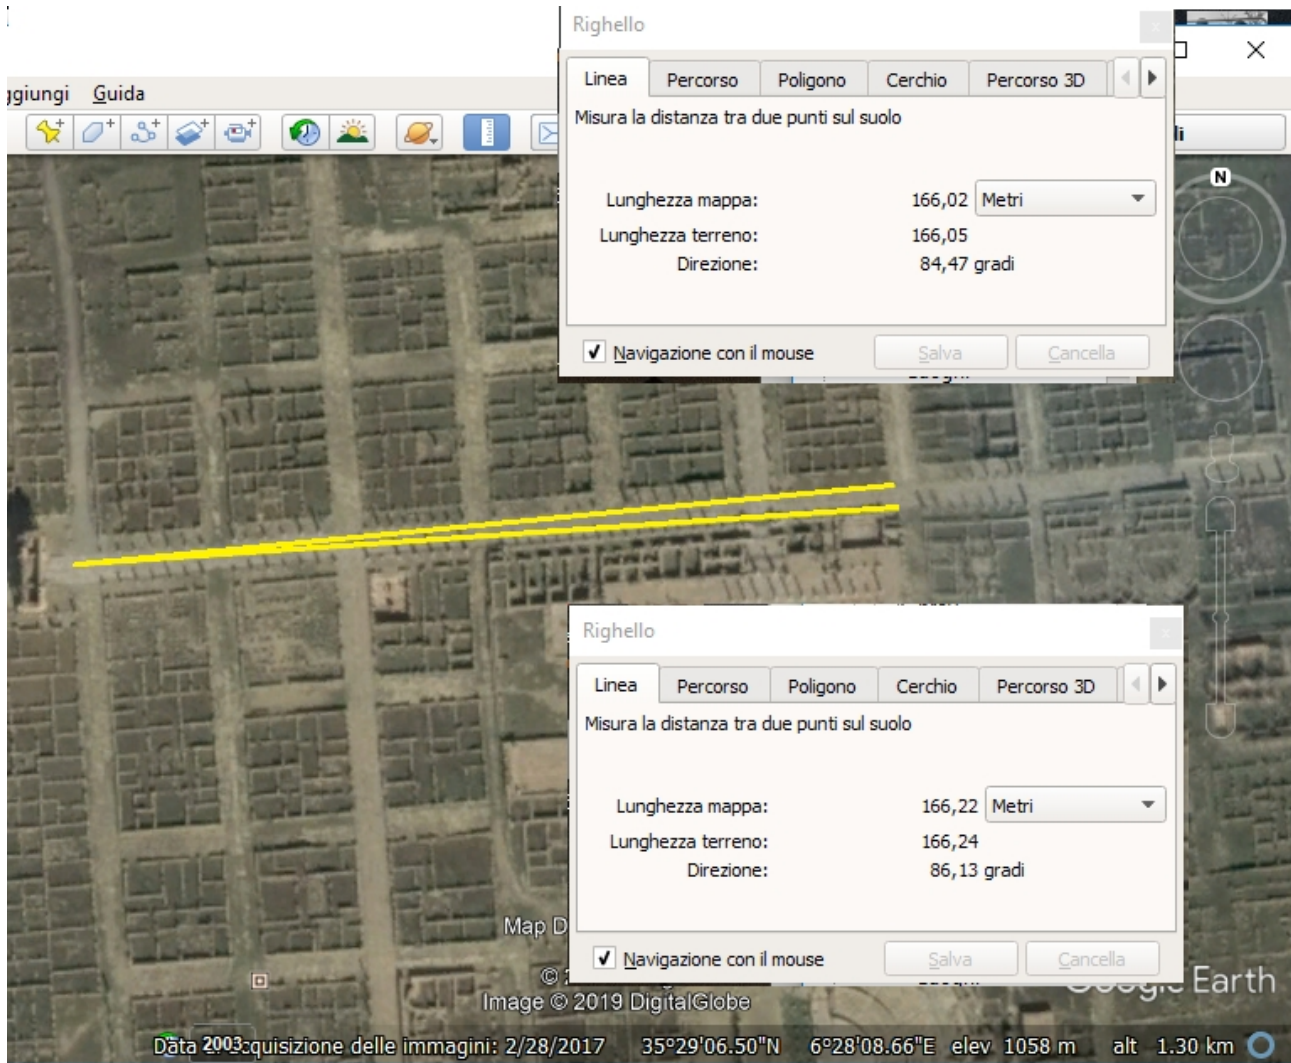 Righello
Linea Percorso Poligono Cerchio Percorso 3D
Misura la distanza tra due punti sul suolo
Lunghezza mappa: 166,02 Metri
Lunghezza terreno: 166,05
Direzione: 84,47 gradi
Navigazione con il mouse Salva Cancella
ggiungi Guida
li
N
Righello
Linea Percorso Poligono Cerchio Percorso 3D
Misura la distanza tra due punti sul suolo
Lunghezza mappa: 166,22 Metri
Lunghezza terreno: 166,24
Direzione: 86,13 gradi
Navigazione con il mouse Salva Cancella
Map D
© 2
Earth
Image © 2019 DigitalGlobe
2003
Data acquisizione delle immagini: 2/28/2017 35°29'06.50"N 6°28'08.66"E elev 1058 m alt 1.30 km